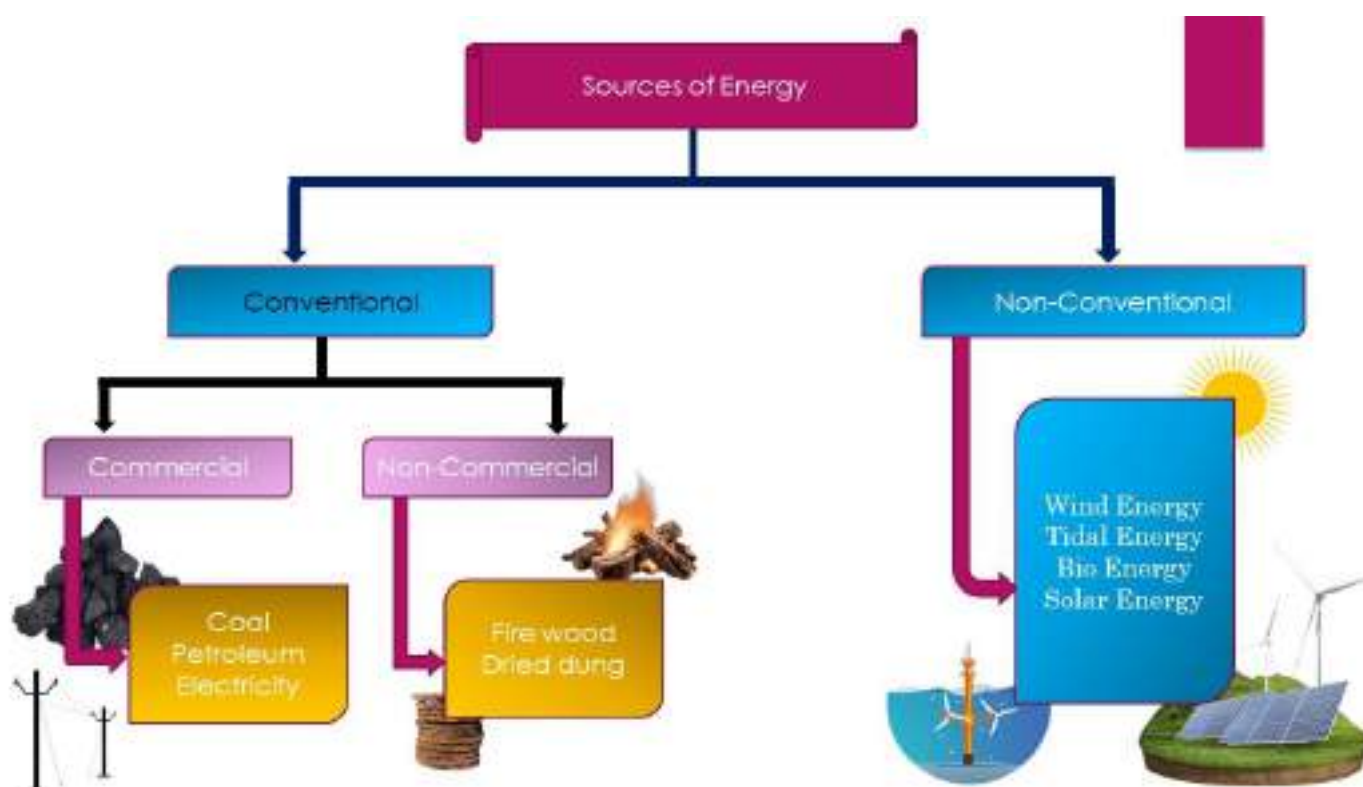 Sources of Energy
Conventional
Non-Conventional
Commercial
Non-Commercial
Coal
Petroleum
Electricity
Fire wood
Dried dung
Wind Energy
Tidal Energy
Bio Energy
Solar Energy